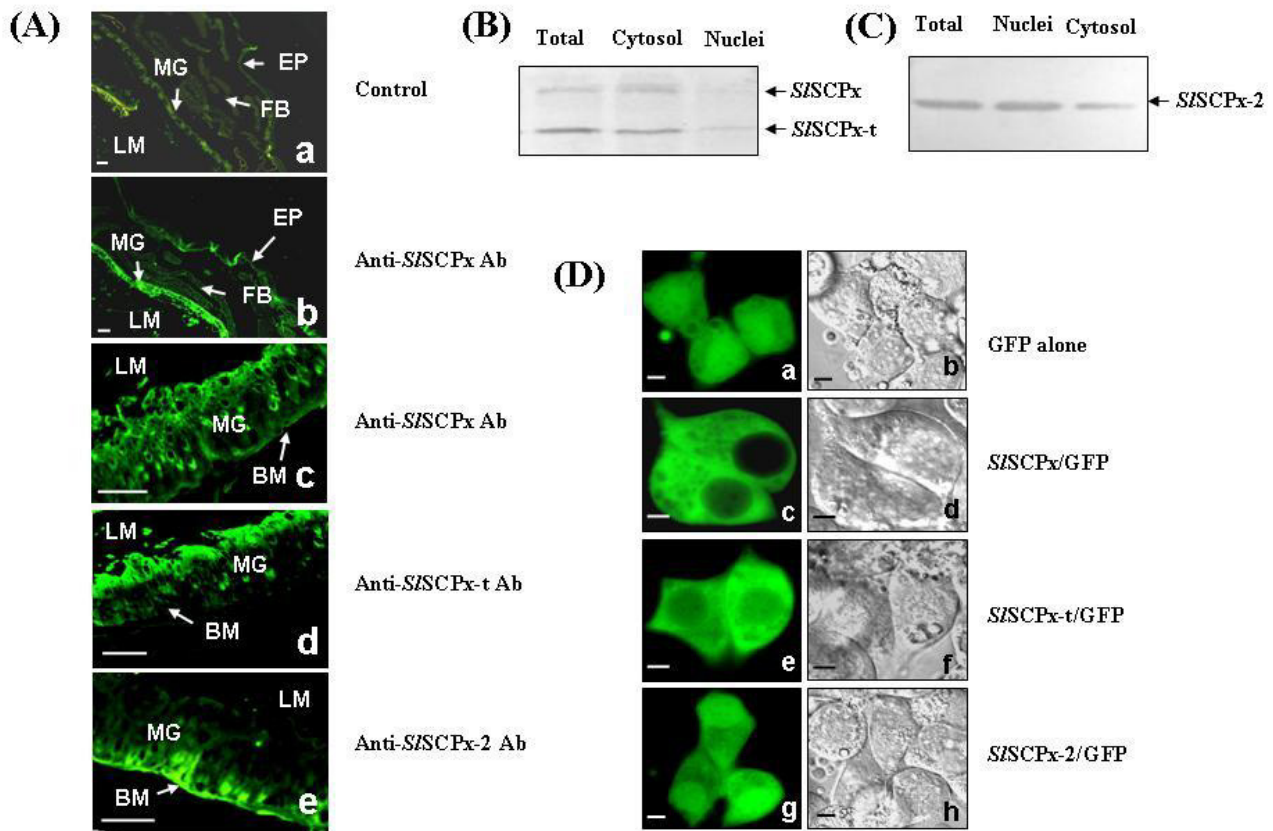 (A)
EP
MG
FB
LM
a
Control
EP
MG
FB
LM
b
Anti-SlSCPx Ab
LM
MG
BM
c
Anti-SlSCPx Ab
LM
MG
BM
d
Anti-SlSCPx-t Ab
LM
MG
BM
e
Anti-SlSCPx-2 Ab
(B)
Total Cytosol Nuclei
SlSCPx
SlSCPx-t
(C)
Total Nuclei Cytosol
SlSCPx-2
(D)
a b GFP alone
c d SlSCPx/GFP
e f SlSCPx-t/GFP
g h SlSCPx-2/GFP